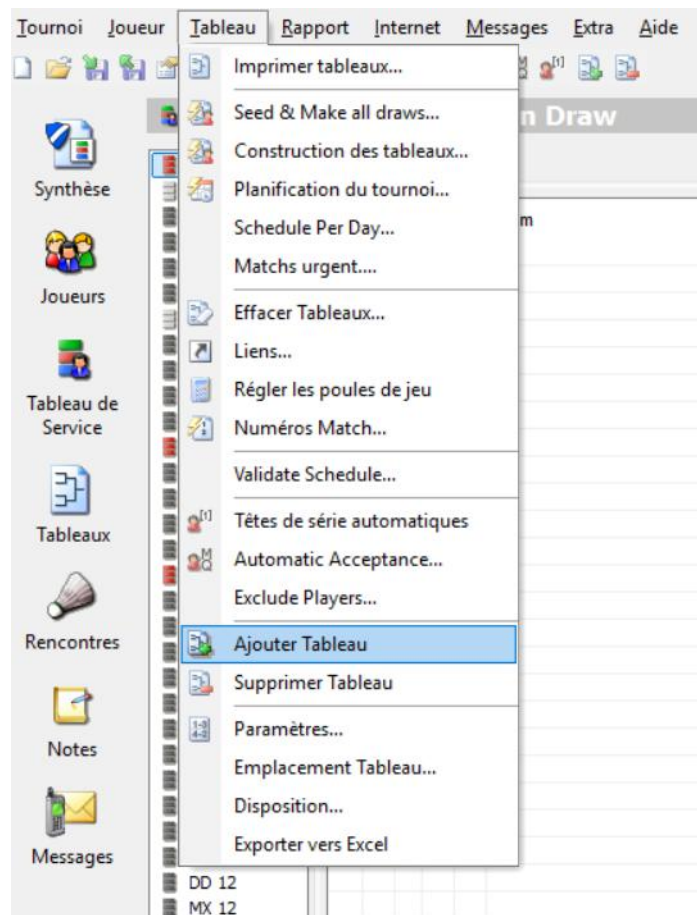 Tournoi Joueur Tableau Rapport Internet Messages Extra Aide
Imprimer tableaux...
Seed & Make all draws...
n Draw
Construction des tableaux...
Synthèse
Planification du tournoi...
Schedule Per Day...
m
Matchs urgent....
Joueurs
Effacer Tableaux...
Liens...
Régler les poules de jeu
Tableau de
Service
Numéros Match...
Validate Schedule...
Têtes de série automatiques
Tableaux
Automatic Acceptance...
Exclude Players...
Rencontres
Ajouter Tableau
Supprimer Tableau
Paramètres...
Notes
Emplacement Tableau...
Disposition...
Exporter vers Excel
Messages
DD 12
MX 12